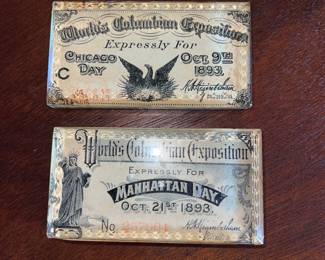 World's Columbian Exposition
Expressly For
CHICAGO DAY
OCT. 9TH 1893.
C
World's Columbian Exposition
EXPRESSLY FOR
MANHATTAN DAY,
OCT. 21ST 1893.
No